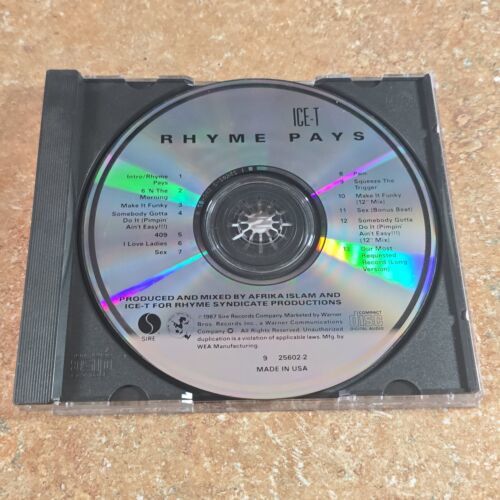 ICE-T
RHYME PAYS
Intro/Rhyme 1
Pays
6 'N The 2
Morning
Make It Funky 3
Somebody Gotta 4
Do It (Pimpin'
Ain't Easy!!!)
409 5
I Love Ladies 6
Sex 7
8 Pain
9 Squeeze The
Trigger
10 Make It Funky
(12" Mix)
11 Sex (Bonus Beat)
12 Somebody Gotta
Do It (Pimpin'
Ain't Easy!!!)
(12" Mix)
13 Our Most
Requested
Record (Long
Version)
PRODUCED AND MIXED BY AFRIKA ISLAM AND
ICE-T FOR RHYME SYNDICATE PRODUCTIONS
SIRE
℗ 1987 Sire Records Company. Marketed by Warner
Bros. Records Inc., a Warner Communications
Company. All Rights Reserved. Unauthorized
duplication is a violation of applicable laws. Mfg. by
WEA Manufacturing.
COMPACT
disc
DIGITAL AUDIO
9 25602-2
MADE IN USA